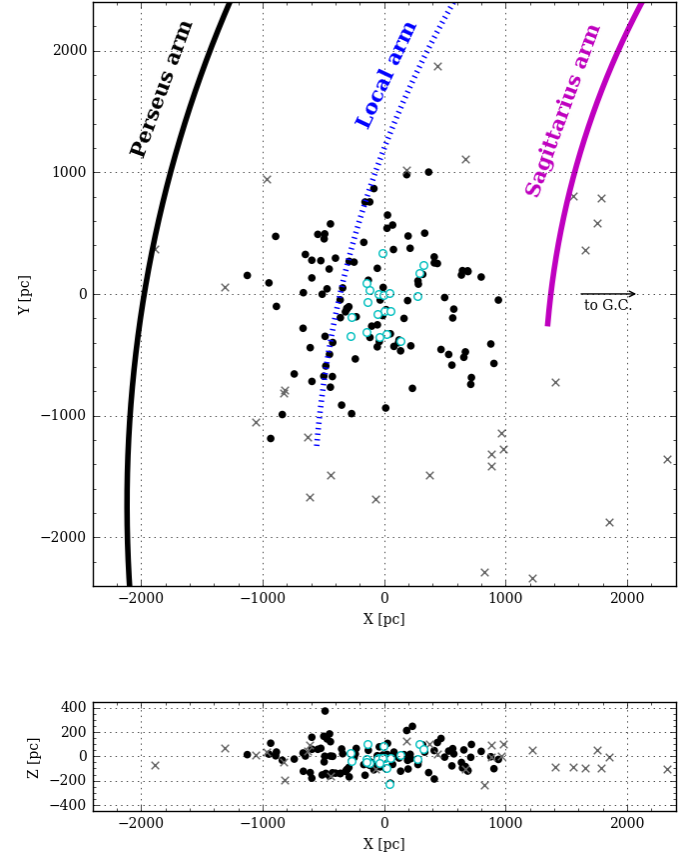 Perseus arm
Local arm
Sagittarius arm
to G.C.
2000
1000
0
−1000
−2000
Y [pc]
−2000 −1000 0 1000 2000
X [pc]
400
200
0
−200
−400
Z [pc]
−2000 −1000 0 1000 2000
X [pc]